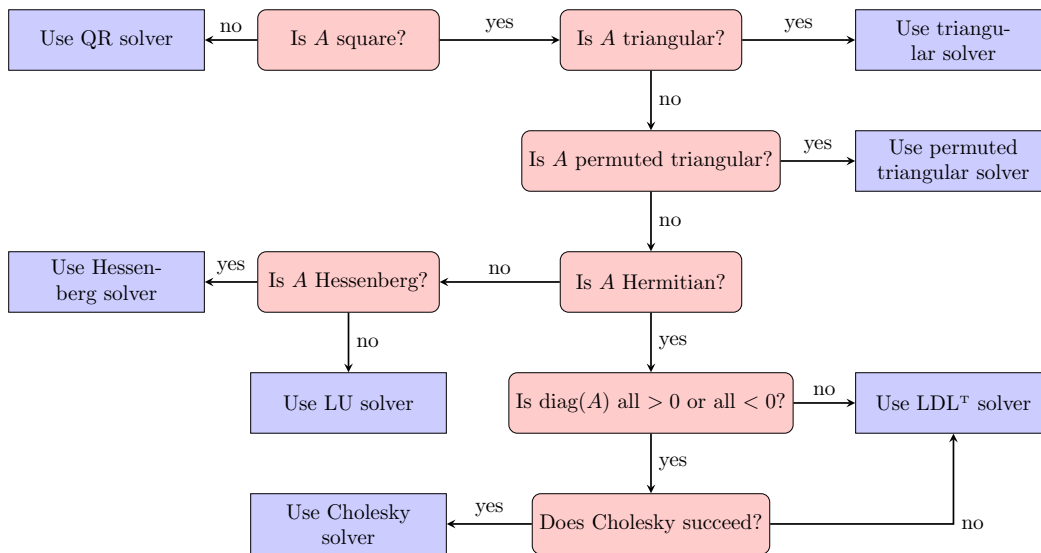 Use QR solver
no
Is A square?
yes
Is A triangular?
yes
Use triangu-
lar solver
no
Is A permuted triangular?
yes
Use permuted
triangular solver
no
Use Hessen-
berg solver
yes
Is A Hessenberg?
no
Is A Hermitian?
no
yes
Use LU solver
Is diag(A) all > 0 or all < 0?
no
Use LDLᵀ solver
yes
Use Cholesky
solver
yes
Does Cholesky succeed?
no